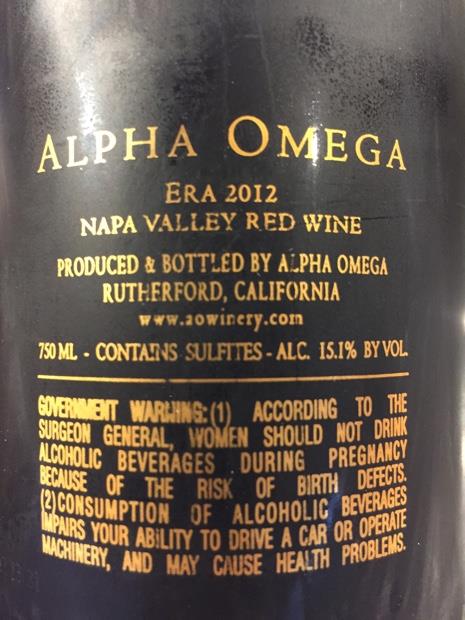 ALPHA OMEGA
ERA 2012
NAPA VALLEY RED WINE
PRODUCED & BOTTLED BY ALPHA OMEGA
RUTHERFORD, CALIFORNIA
www.aowinery.com
750 ML - CONTAINS SULFITES - ALC. 15.1% BY VOL.
GOVERNMENT WARNING: (1) ACCORDING TO THE
SURGEON GENERAL, WOMEN SHOULD NOT DRINK
ALCOHOLIC BEVERAGES DURING PREGNANCY
BECAUSE OF THE RISK OF BIRTH DEFECTS.
(2)CONSUMPTION OF ALCOHOLIC BEVERAGES
IMPAIRS YOUR ABILITY TO DRIVE A CAR OR OPERATE
MACHINERY, AND MAY CAUSE HEALTH PROBLEMS.